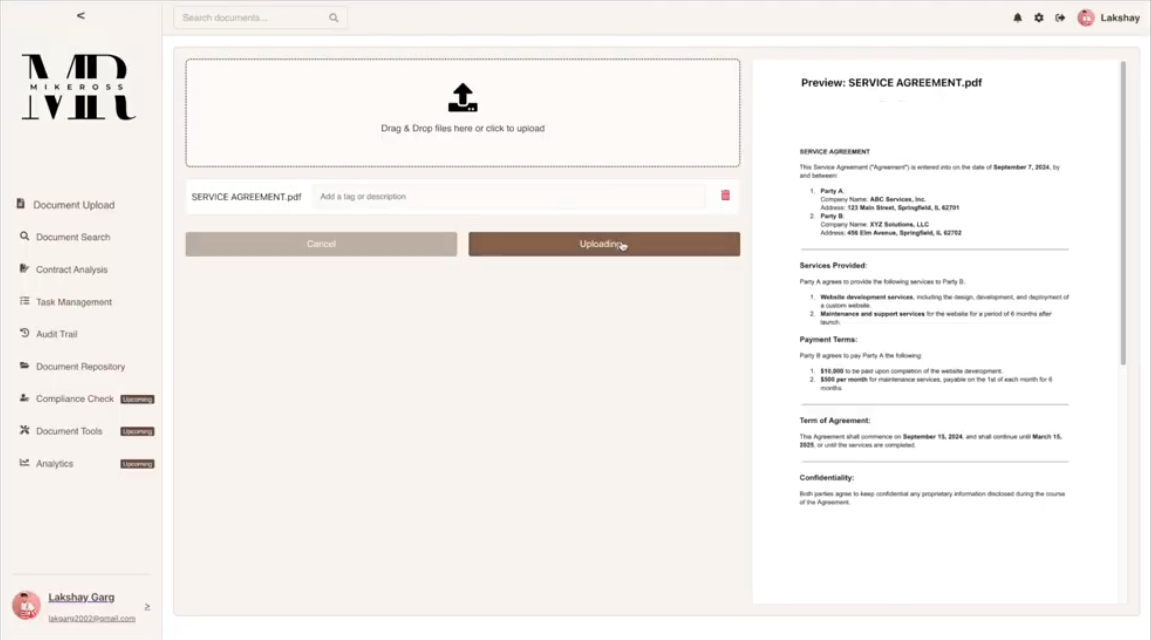 <
Search documents...
Lakshay
MR
MIKEROSS
Document Upload
Document Search
Contract Analysis
Task Management
Audit Trail
Document Repository
Compliance Check Upcoming
Document Tools Upcoming
Analytics Upcoming
Lakshay Garg
lakgarg2002@gmail.com
>
Drag & Drop files here or click to upload
SERVICE AGREEMENT.pdf Add a tag or description
Cancel Uploading...
Preview: SERVICE AGREEMENT.pdf
SERVICE AGREEMENT
This Service Agreement ("Agreement") is entered into on the date of September 7, 2024, by
and between:
1. Party A:
Company Name: ABC Services, Inc.
Address: 123 Main Street, Springfield, IL 62701
2. Party B:
Company Name: XYZ Solutions, LLC
Address: 456 Elm Avenue, Springfield, IL 62702
Services Provided:
Party A agrees to provide the following services to Party B.
1. Website development services, including the design, development, and deployment of
a custom website.
2. Maintenance and support services for the website for a period of 6 months after
launch.
Payment Terms:
Party B agrees to pay Party A the following:
1. $10,000 to be paid upon completion of the website development.
2. $500 per month for maintenance services, payable on the 1st of each month for 6
months.
Term of Agreement:
This Agreement shall commence on September 15, 2024, and shall continue until March 15,
2025, or until the services are completed.
Confidentiality:
Both parties agree to keep confidential any proprietary information disclosed during the course
of the Agreement.